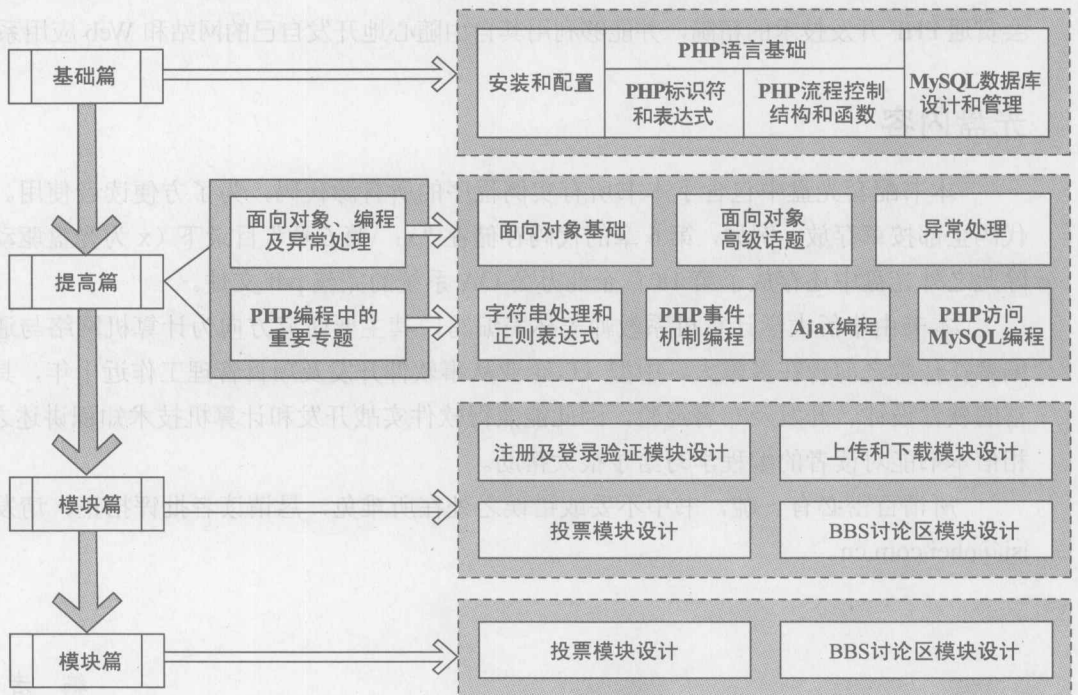 基础篇
PHP语言基础
安装和配置
PHP标识符
和表达式
PHP流程控制
结构和函数
MySQL数据库
设计和管理
提高篇
面向对象、编程
及异常处理
面向对象基础
面向对象
高级话题
异常处理
PHP编程中的
重要专题
字符串处理和
正则表达式
PHP事件
机制编程
Ajax编程
PHP访问
MySQL编程
模块篇
注册及登录验证模块设计
上传和下载模块设计
投票模块设计
BBS讨论区模块设计
模块篇
投票模块设计
BBS讨论区模块设计